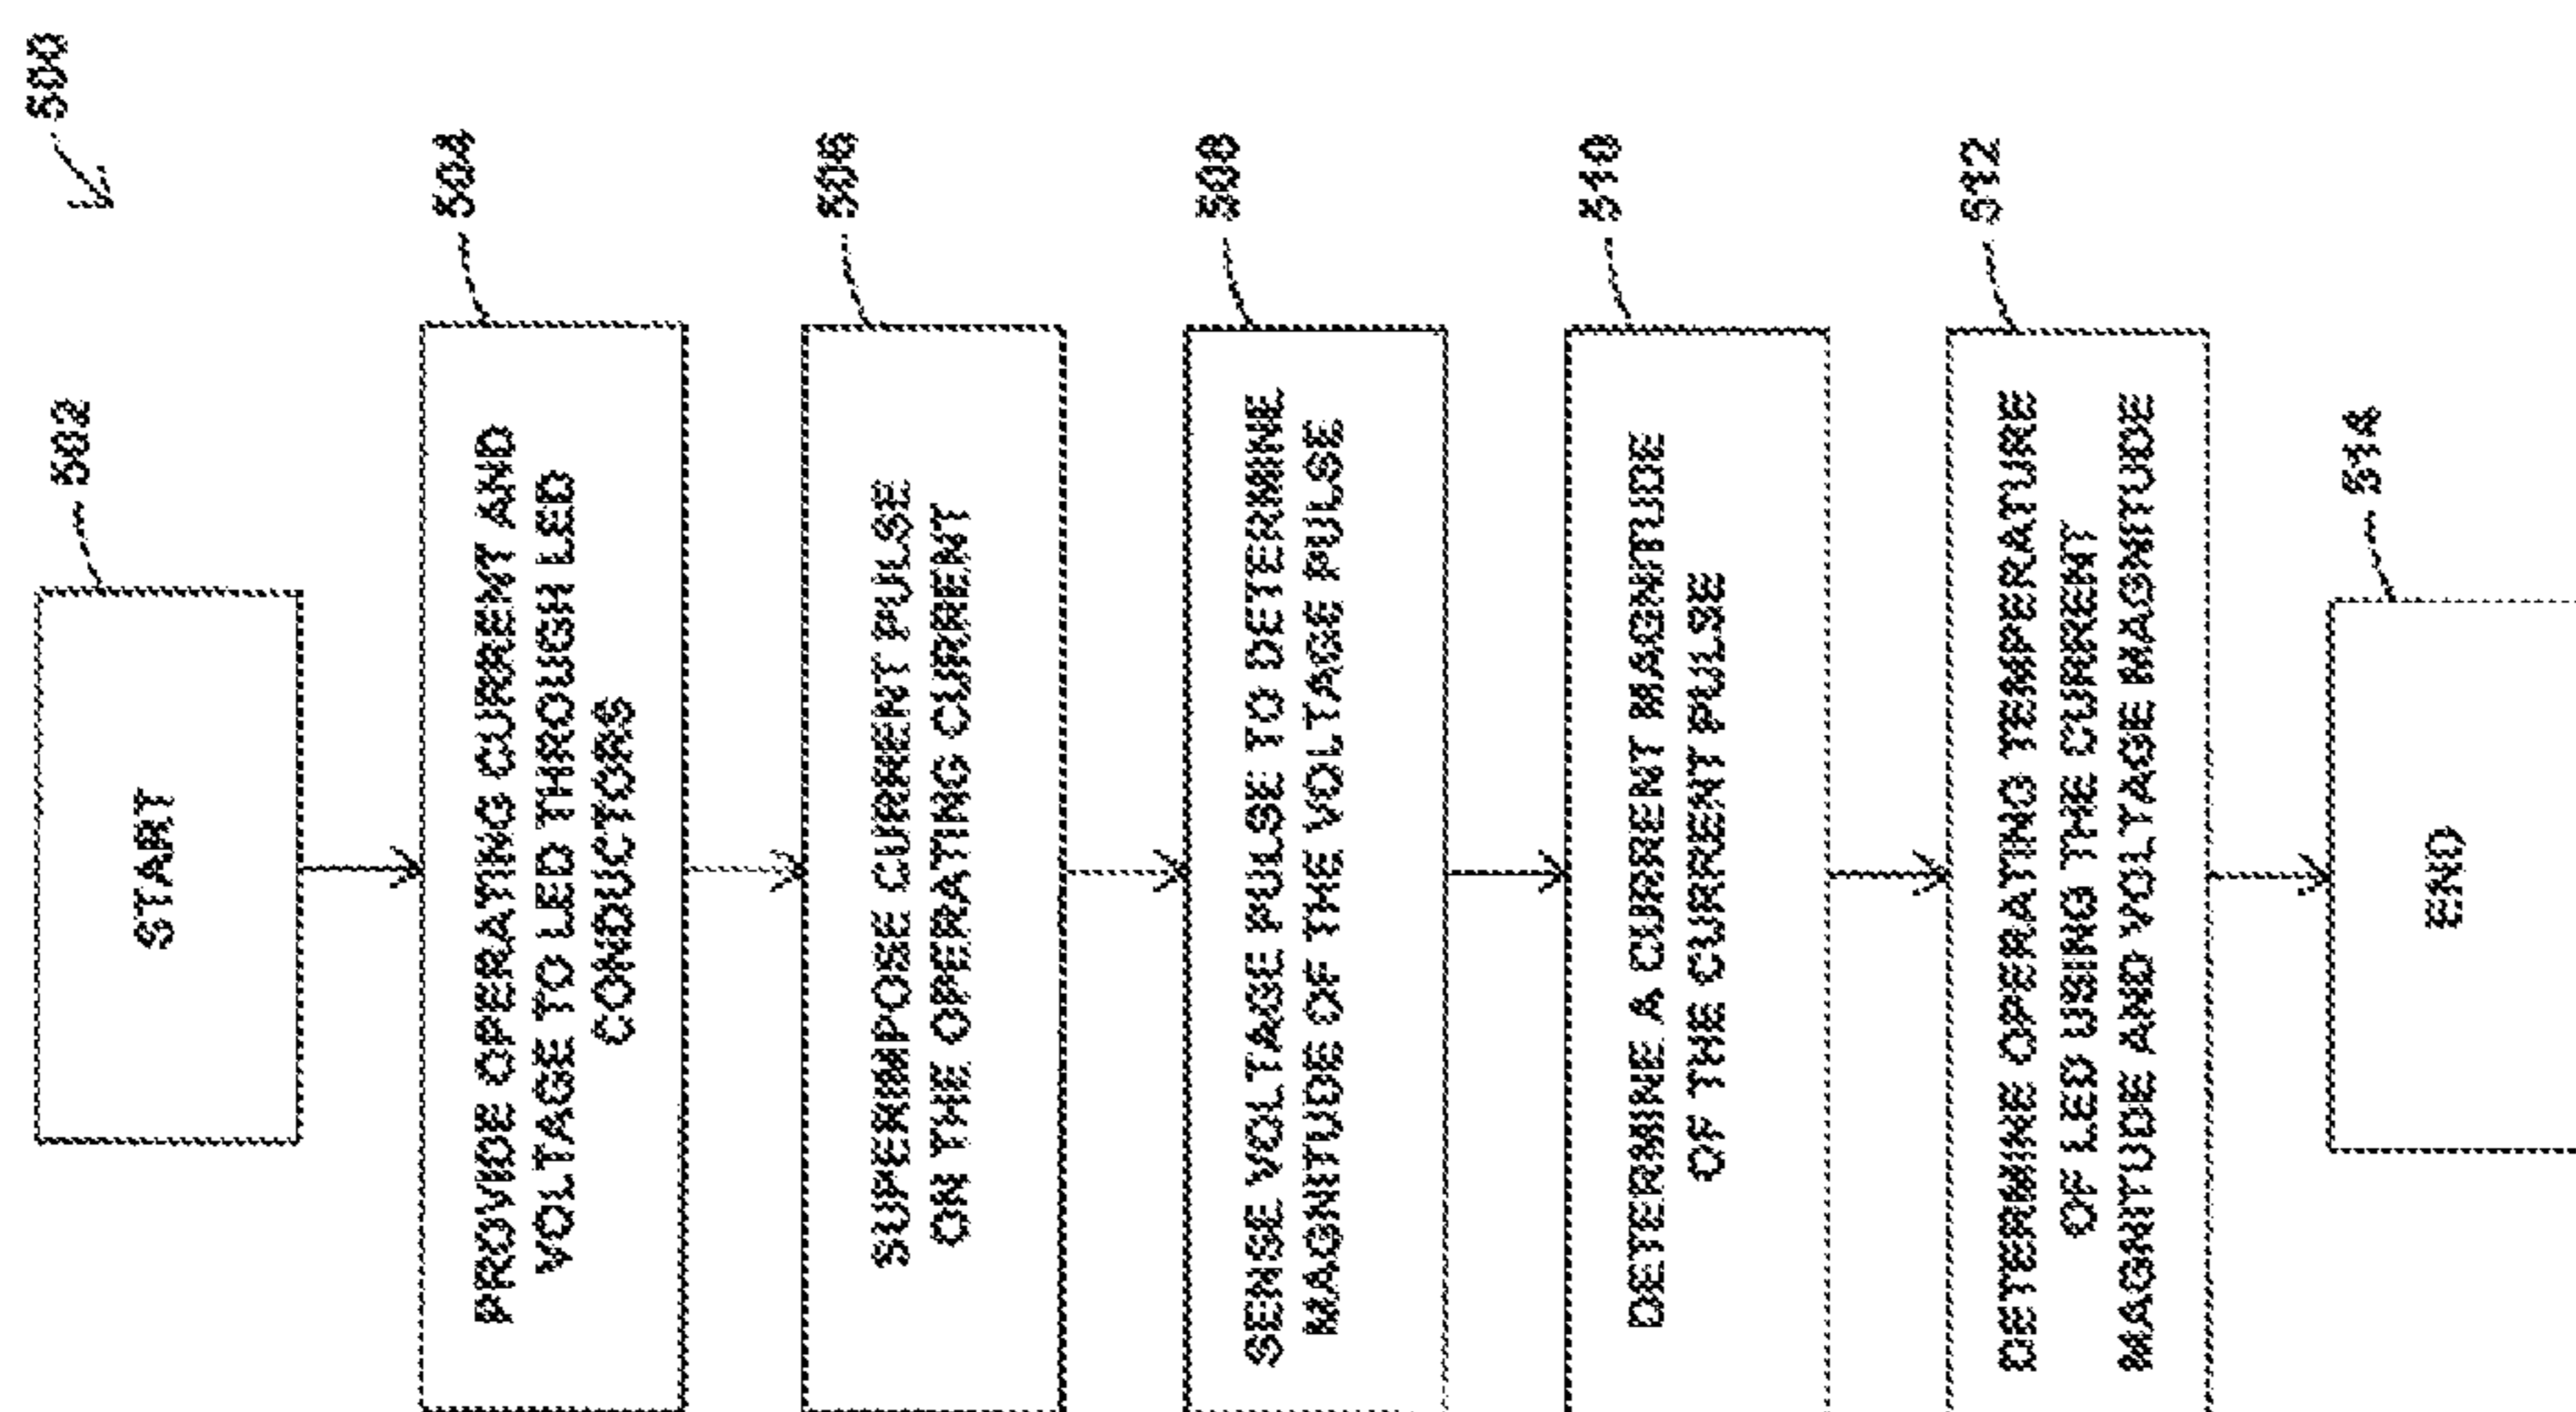 500
502
START
504
PROVIDE OPERATING CURRENT AND
VOLTAGE TO LED THROUGH LED
CONDUCTORS
506
SUPERIMPOSE CURRENT PULSE
ON THE OPERATING CURRENT
508
SENSE VOLTAGE PULSE TO DETERMINE
MAGNITUDE OF THE VOLTAGE PULSE
510
DETERMINE A CURRENT MAGNITUDE
OF THE CURRENT PULSE
512
DETERMINE OPERATING TEMPERATURE
OF LED USING THE CURRENT
MAGNITUDE AND VOLTAGE MAGNITUDE
514
END